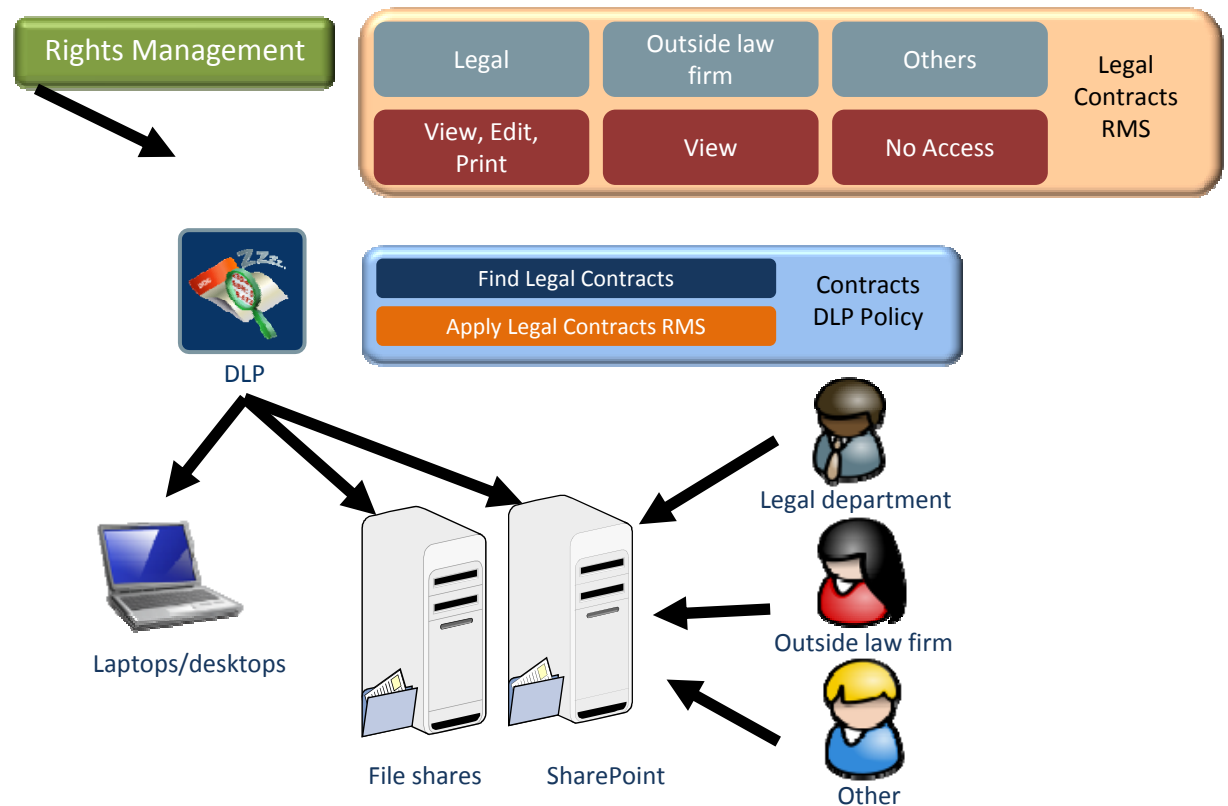 Rights Management
Legal
Outside law
firm
Others
Legal
Contracts
RMS
View, Edit,
Print
View
No Access
ZZZz.
DLP
Find Legal Contracts
Apply Legal Contracts RMS
Contracts
DLP Policy
Legal department
Outside law firm
Laptops/desktops
File shares
SharePoint
Other